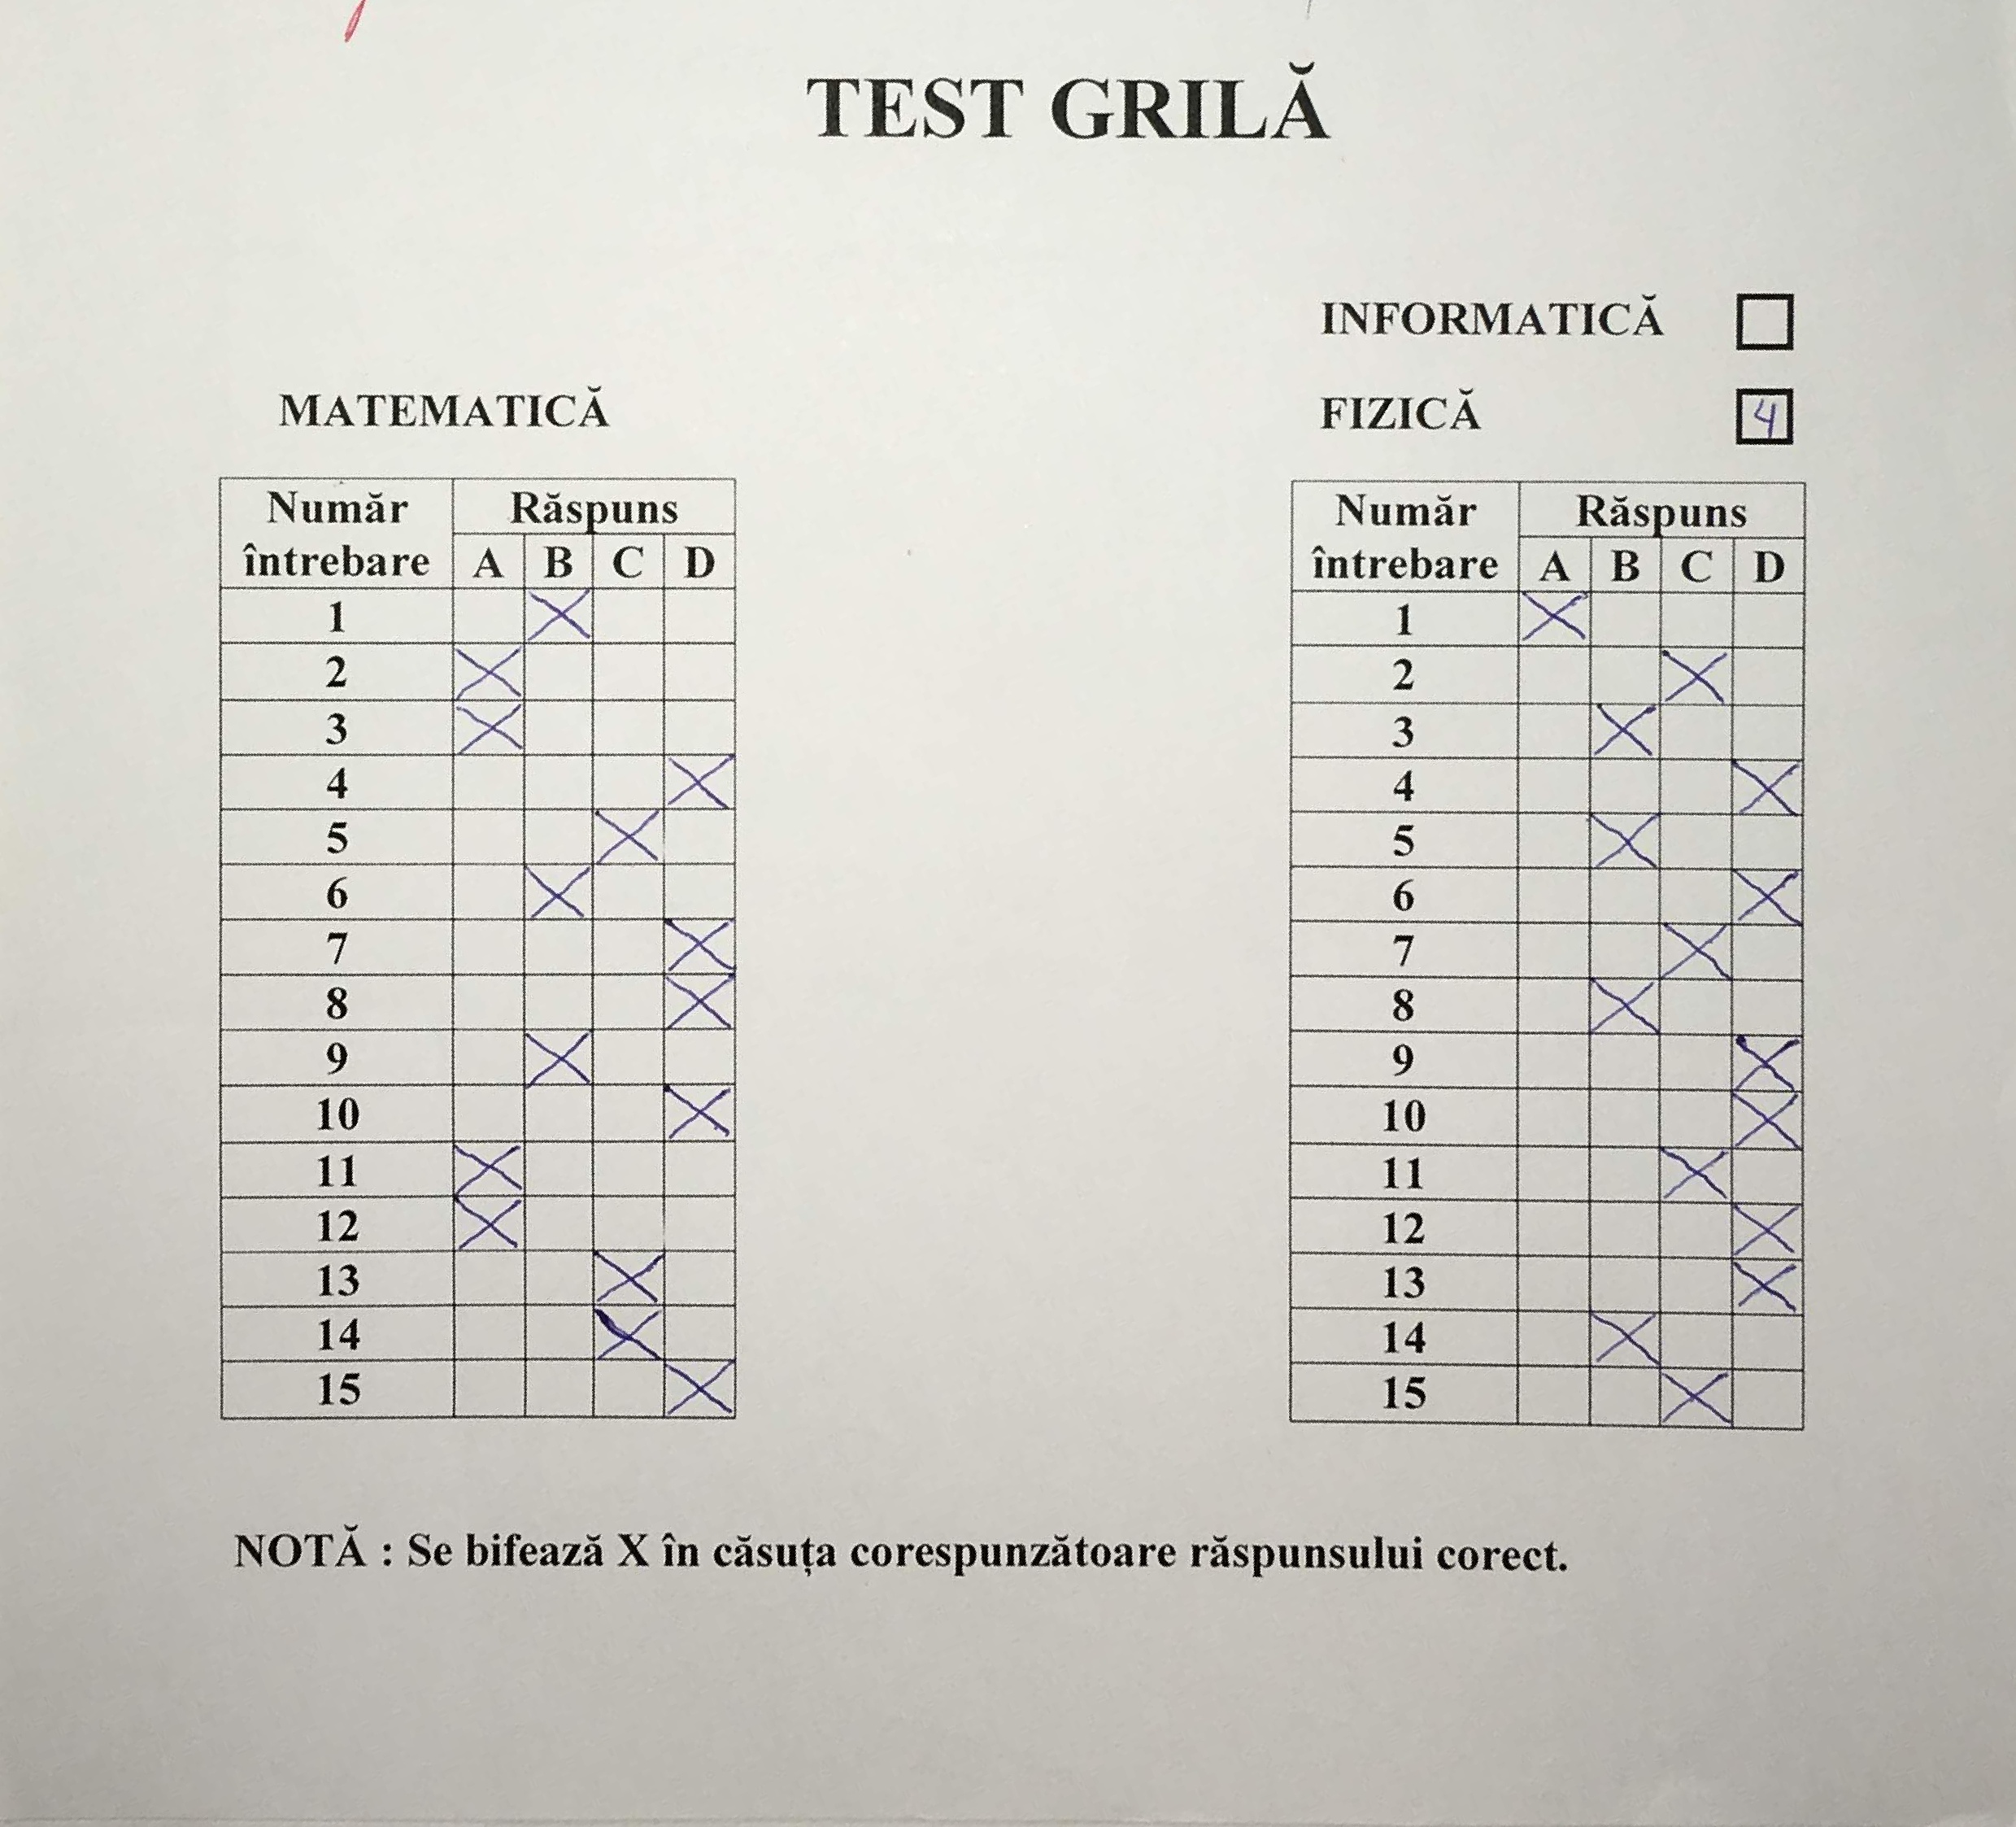 TEST GRILĂ
INFORMATICĂ
FIZICĂ 4
MATEMATICĂ
Număr întrebare Răspuns
A B C D
1 X
2 X
3 X
4 X
5 X
6 X
7 X
8 X
9 X
10 X
11 X
12 X
13 X
14 X
15 X
Număr întrebare Răspuns
A B C D
1 X
2 X
3 X
4 X
5 X
6 X
7 X
8 X
9 X
10 X
11 X
12 X
13 X
14 X
15 X
NOTĂ : Se bifează X în căsuța corespunzătoare răspunsului corect.